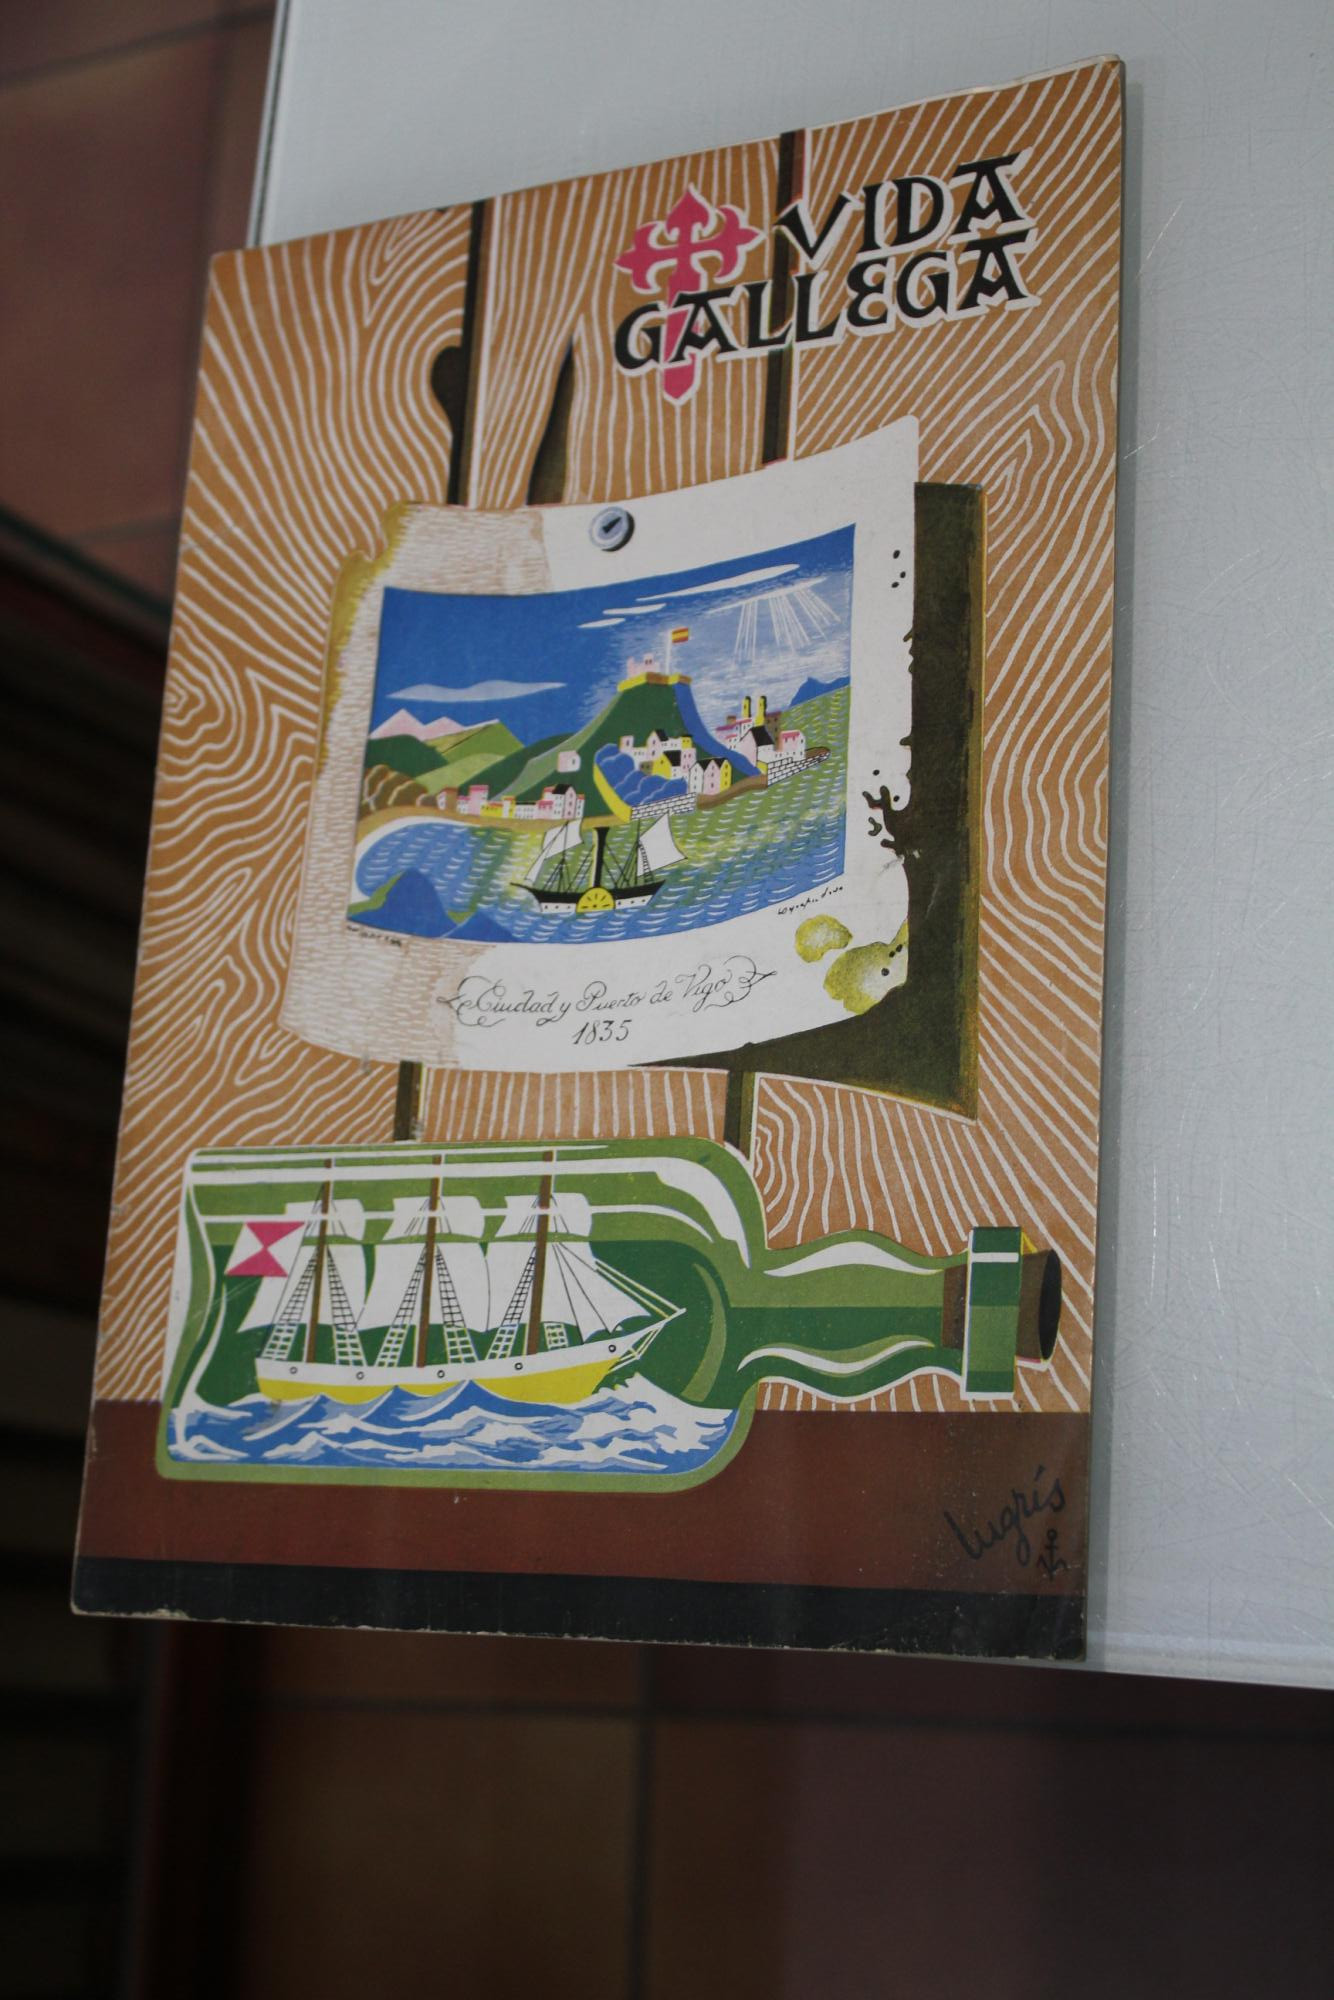 VIDA
GALLEGA
Ciudad y Puerto de Vigo
1835
Lugrís